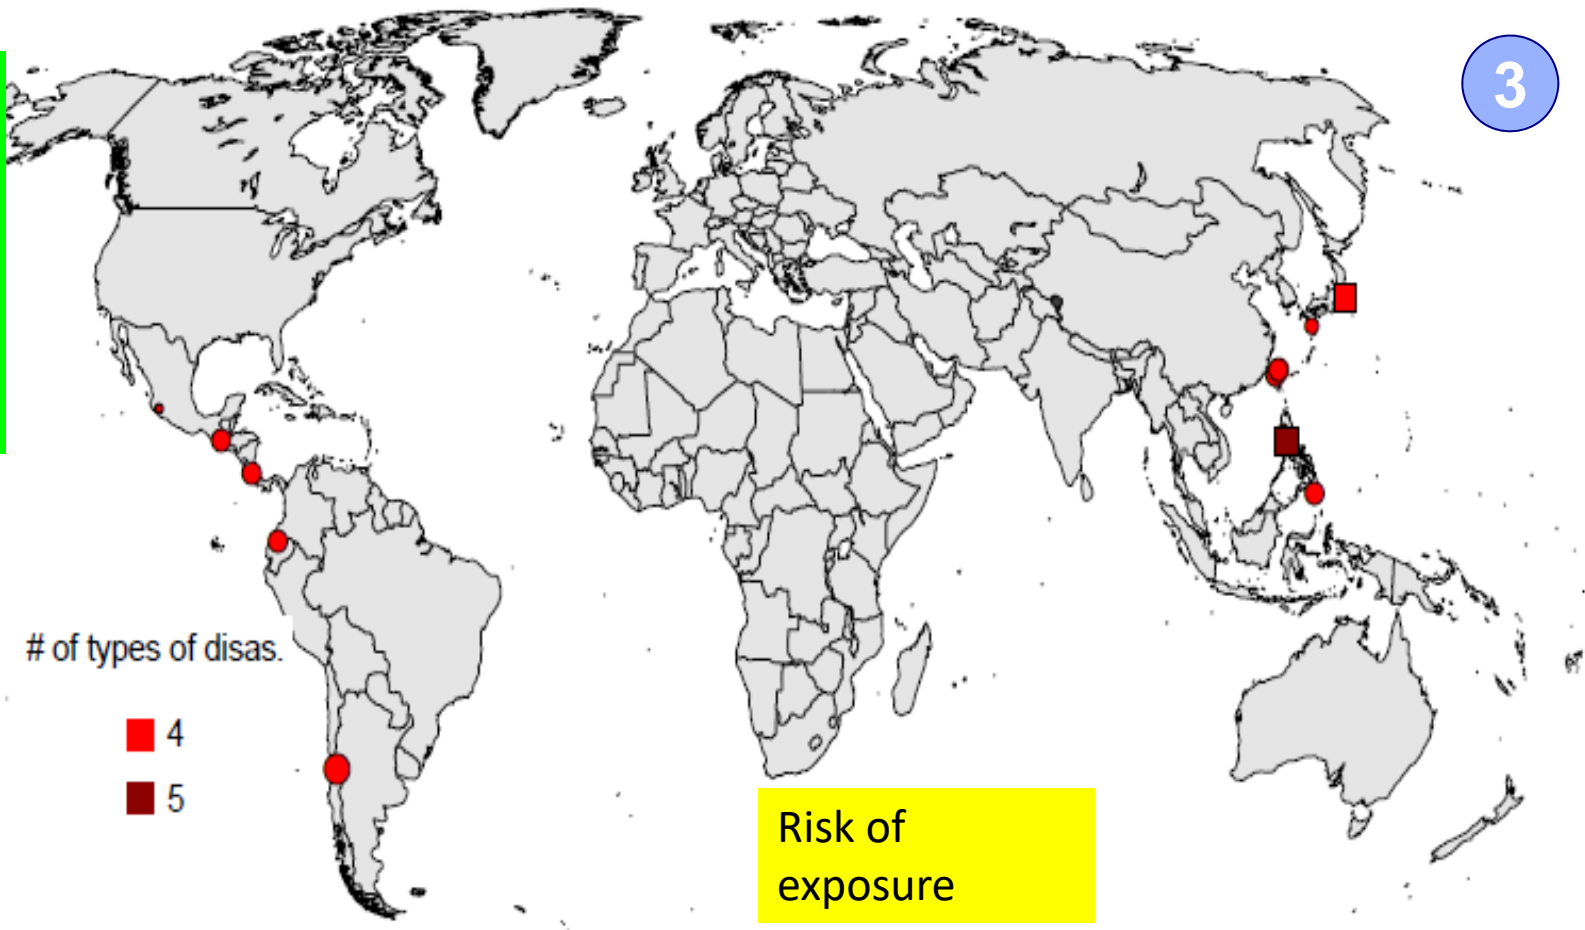 3
# of types of disas.
4
5
Risk of
exposure